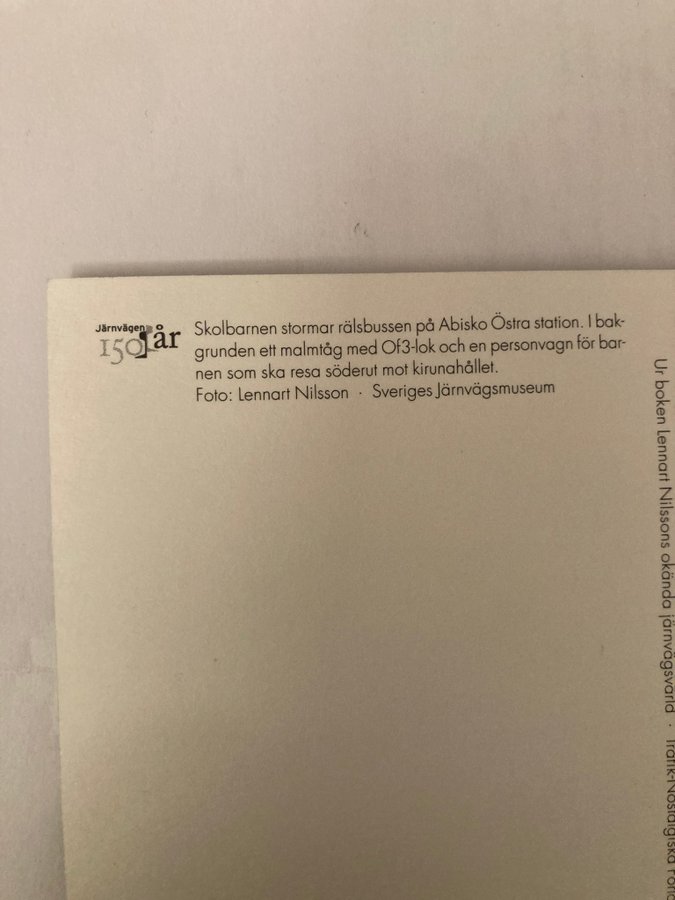 Järnvägen
150 år
Skolbarnen stormar rälsbussen på Abisko Östra station. I bak-
grunden ett malmtåg med Of3-lok och en personvagn för bar-
nen som ska resa söderut mot kirunahållet.
Foto: Lennart Nilsson · Sveriges Järnvägsmuseum
Ur boken Lennart Nilssons okända järnvägsvärld · Trafik-Nostalgiska